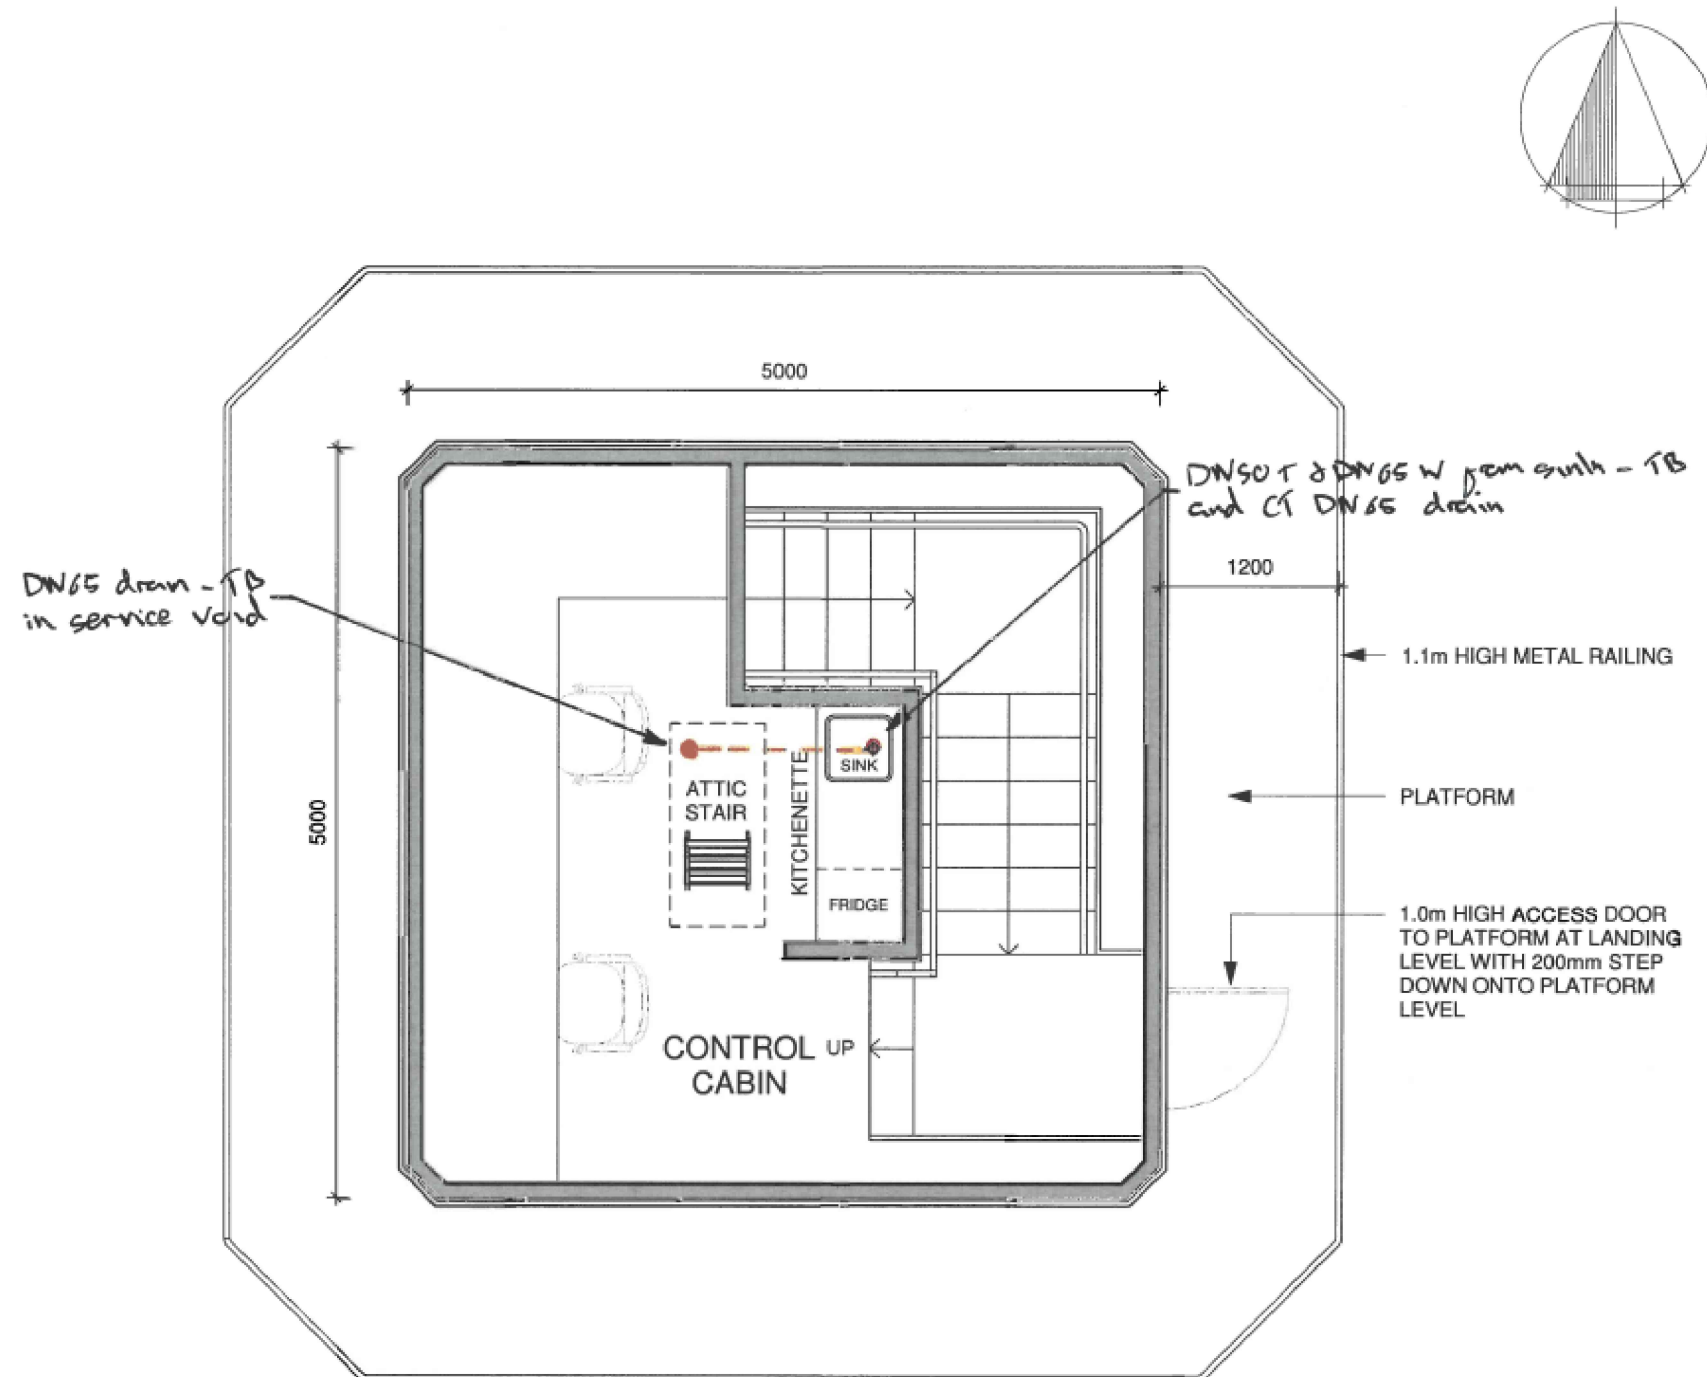 5000
DN50 T & DN65 W from sink - TB
and CT DN65 drain
1200
DN65 drain - TB
in service void
1.1m HIGH METAL RAILING
SINK
ATTIC
STAIR
KITCHENETTE
PLATFORM
5000
FRIDGE
1.0m HIGH ACCESS DOOR
TO PLATFORM AT LANDING
LEVEL WITH 200mm STEP
DOWN ONTO PLATFORM
LEVEL
CONTROL
CABIN
UP